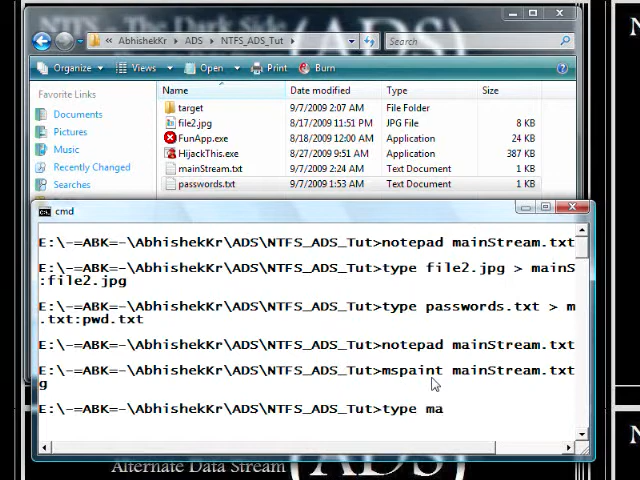 NTFS - The Dark Side
AbhishekKr ▸ ADS ▸ NTFS_ADS_Tut ▸
Search
Organize Views Open Print Burn
Favorite Links
Documents
Pictures
Music
Recently Changed
Searches
Name Date modified Type Size
target 9/7/2009 2:07 AM File Folder
file2.jpg 8/17/2009 11:51 PM JPG File 8 KB
FunApp.exe 8/18/2009 12:00 AM Application 24 KB
HijackThis.exe 8/27/2009 9:51 AM Application 387 KB
mainStream.txt 9/7/2009 2:24 AM Text Document 1 KB
passwords.txt 9/7/2009 1:53 AM Text Document 1 KB
cmd
E:\-=ABK=-\AbhishekKr\ADS\NTFS_ADS_Tut>notepad mainStream.txt
E:\-=ABK=-\AbhishekKr\ADS\NTFS_ADS_Tut>type file2.jpg > mainS
:file2.jpg
E:\-=ABK=-\AbhishekKr\ADS\NTFS_ADS_Tut>type passwords.txt > m
.txt:pwd.txt
E:\-=ABK=-\AbhishekKr\ADS\NTFS_ADS_Tut>notepad mainStream.txt
E:\-=ABK=-\AbhishekKr\ADS\NTFS_ADS_Tut>mspaint mainStream.txt
g
E:\-=ABK=-\AbhishekKr\ADS\NTFS_ADS_Tut>type ma
Alternate Data Stream
(ADS)